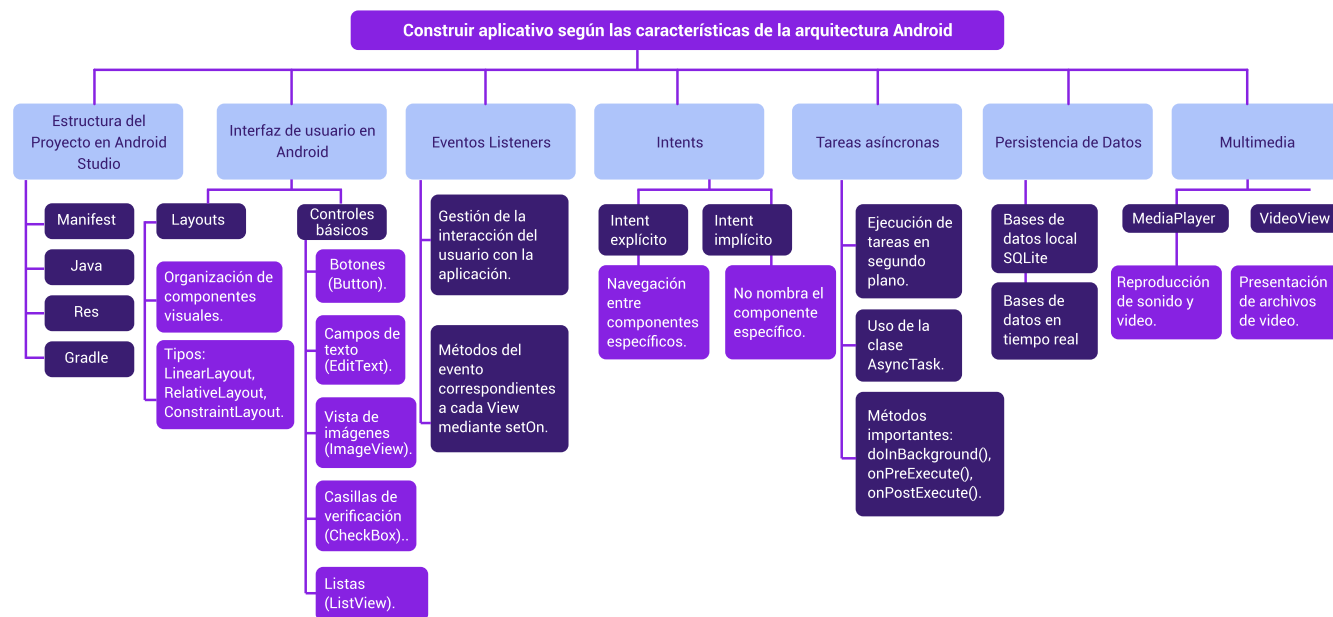 Construir aplicativo según las características de la arquitectura Android
Estructura del
Proyecto en Android
Studio
Manifest
Java
Res
Gradle
Interfaz de usuario en
Android
Layouts
Organización de
componentes
visuales.
Tipos:
LinearLayout,
RelativeLayout,
ConstraintLayout.
Controles
básicos
Botones
(Button).
Campos de
texto
(EditText).
Vista de
imágenes
(ImageView).
Casillas de
verificación
(CheckBox)..
Listas
(ListView).
Eventos Listeners
Gestión de la
interacción del
usuario con la
aplicación.
Métodos del
evento
correspondientes
a cada View
mediante setOn.
Intents
Intent
explícito
Navegación
entre
componentes
específicos.
Intent
implícito
No nombra el
componente
específico.
Tareas asíncronas
Ejecución de
tareas en
segundo
plano.
Uso de la
clase
AsyncTask.
Métodos
importantes:
doInBackground(),
onPreExecute(),
onPostExecute().
Persistencia de Datos
Bases de
datos local
SQLite
Bases de
datos en
tiempo real
Multimedia
MediaPlayer
Reproducción
de sonido y
video.
VideoView
Presentación
de archivos
de video.